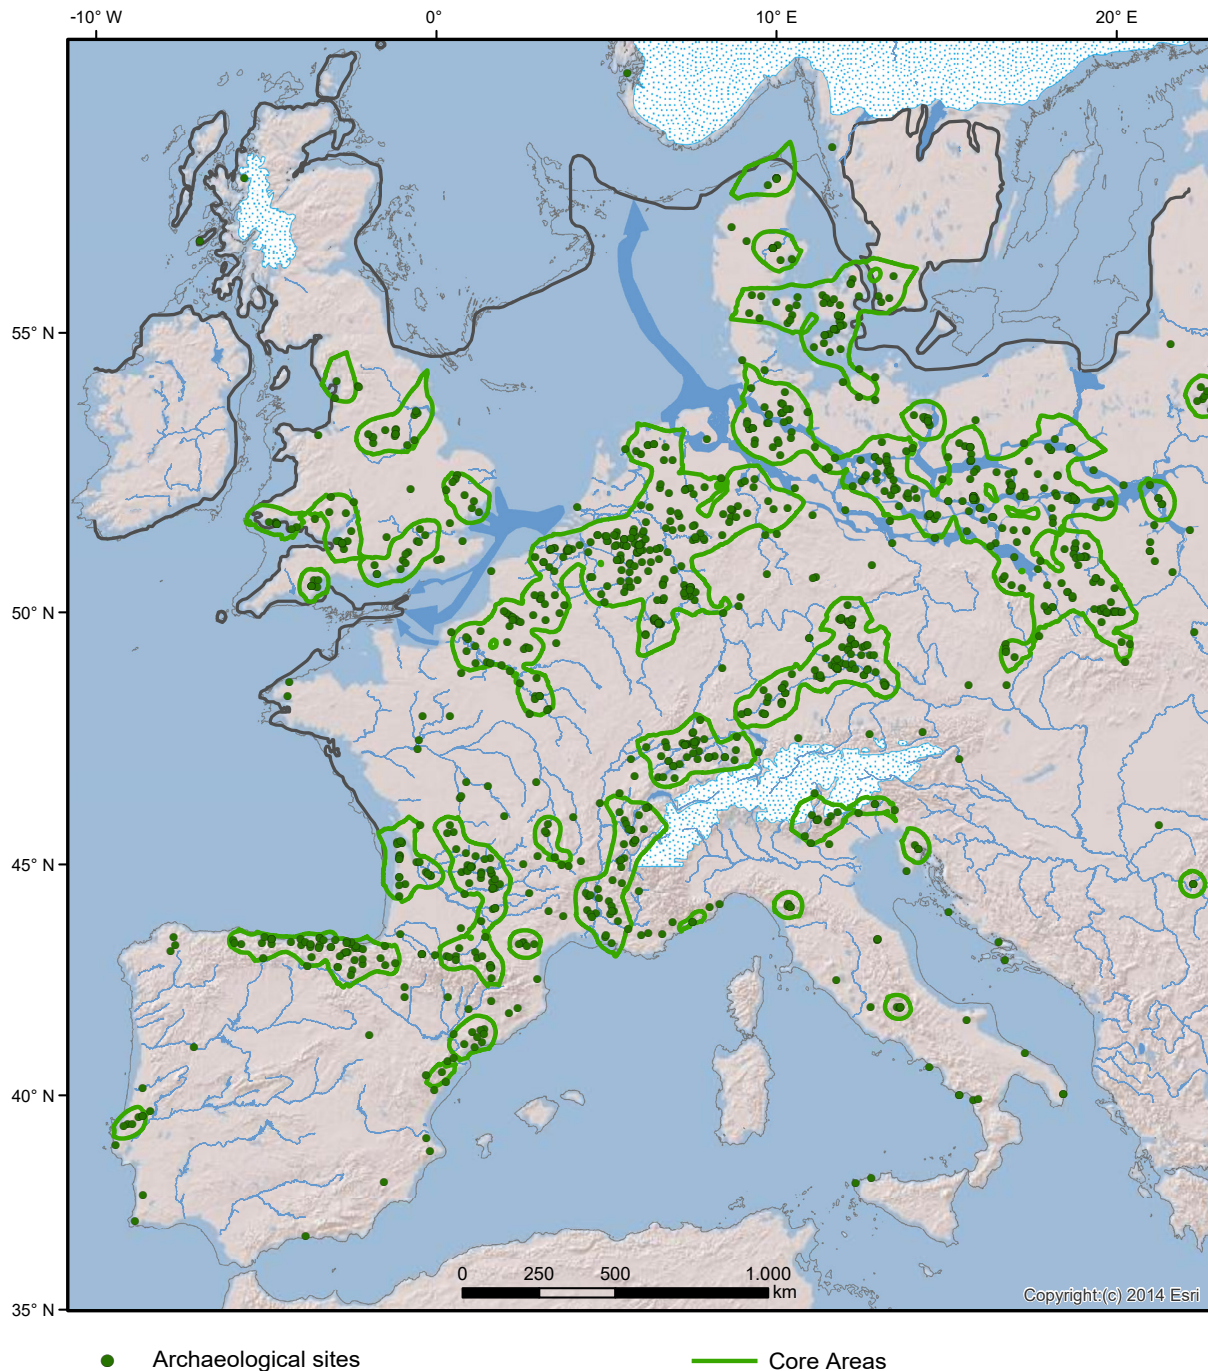 -10° W 0° 10° E 20° E
55° N
50° N
45° N
40° N
35° N
0 250 500 1.000
km
Copyright:(c) 2014 Esri
Archaeological sites Core Areas